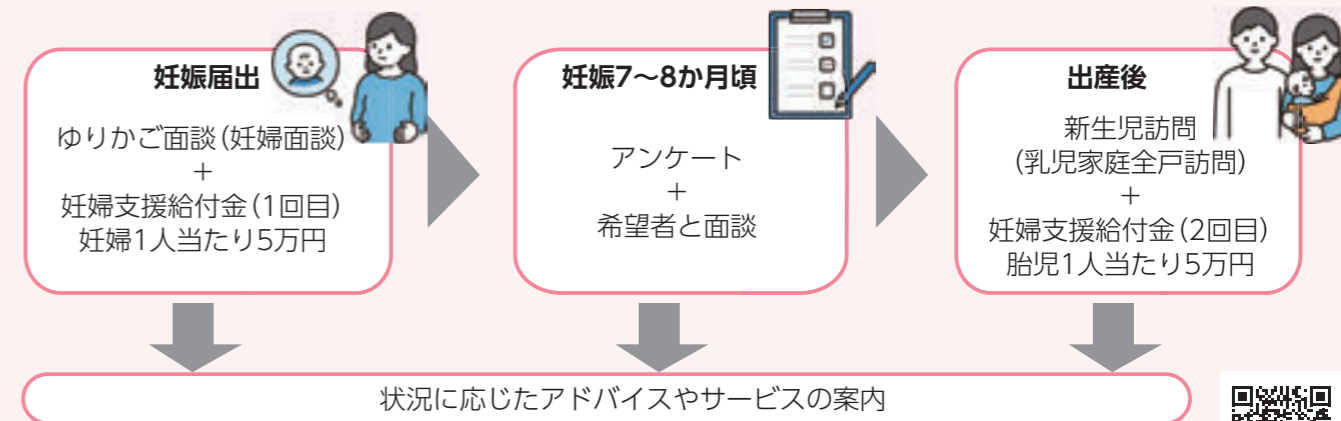 妊娠届出
ゆりかご面談(妊婦面談)
+
妊婦支援給付金(1回目)
妊婦1人当たり5万円
妊娠7〜8か月頃
アンケート
+
希望者と面談
出産後
新生児訪問
(乳児家庭全戸訪問)
+
妊婦支援給付金(2回目)
胎児1人当たり5万円
状況に応じたアドバイスやサービスの案内